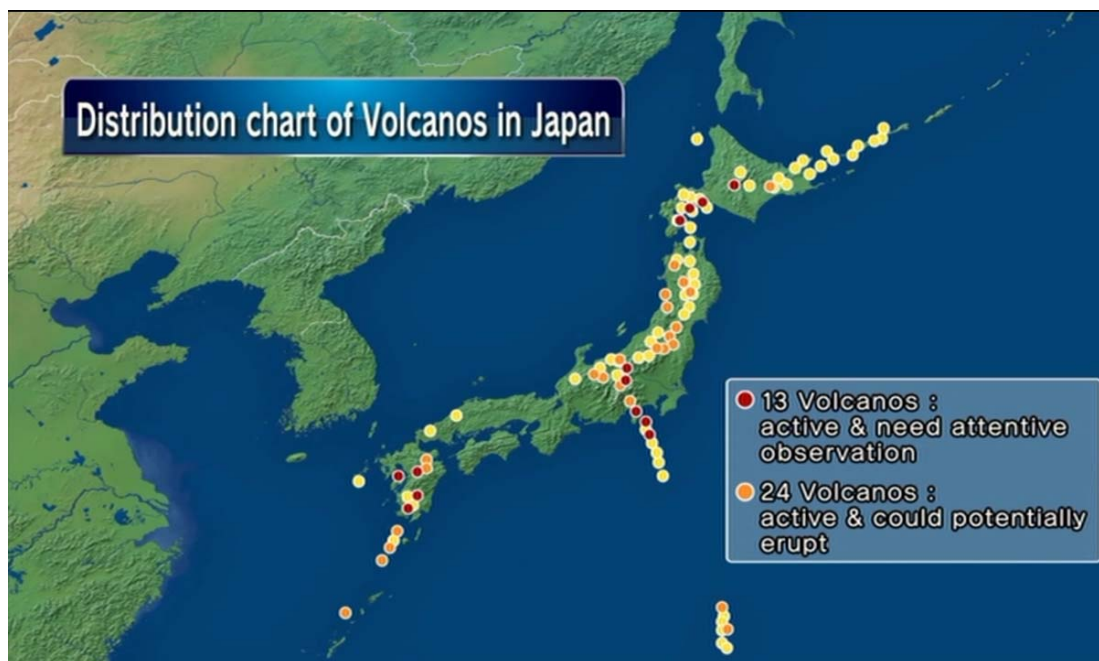 Distribution chart of Volcanos in Japan
13 Volcanos :
active & need attentive
observation
24 Volcanos :
active & could potentially
erupt